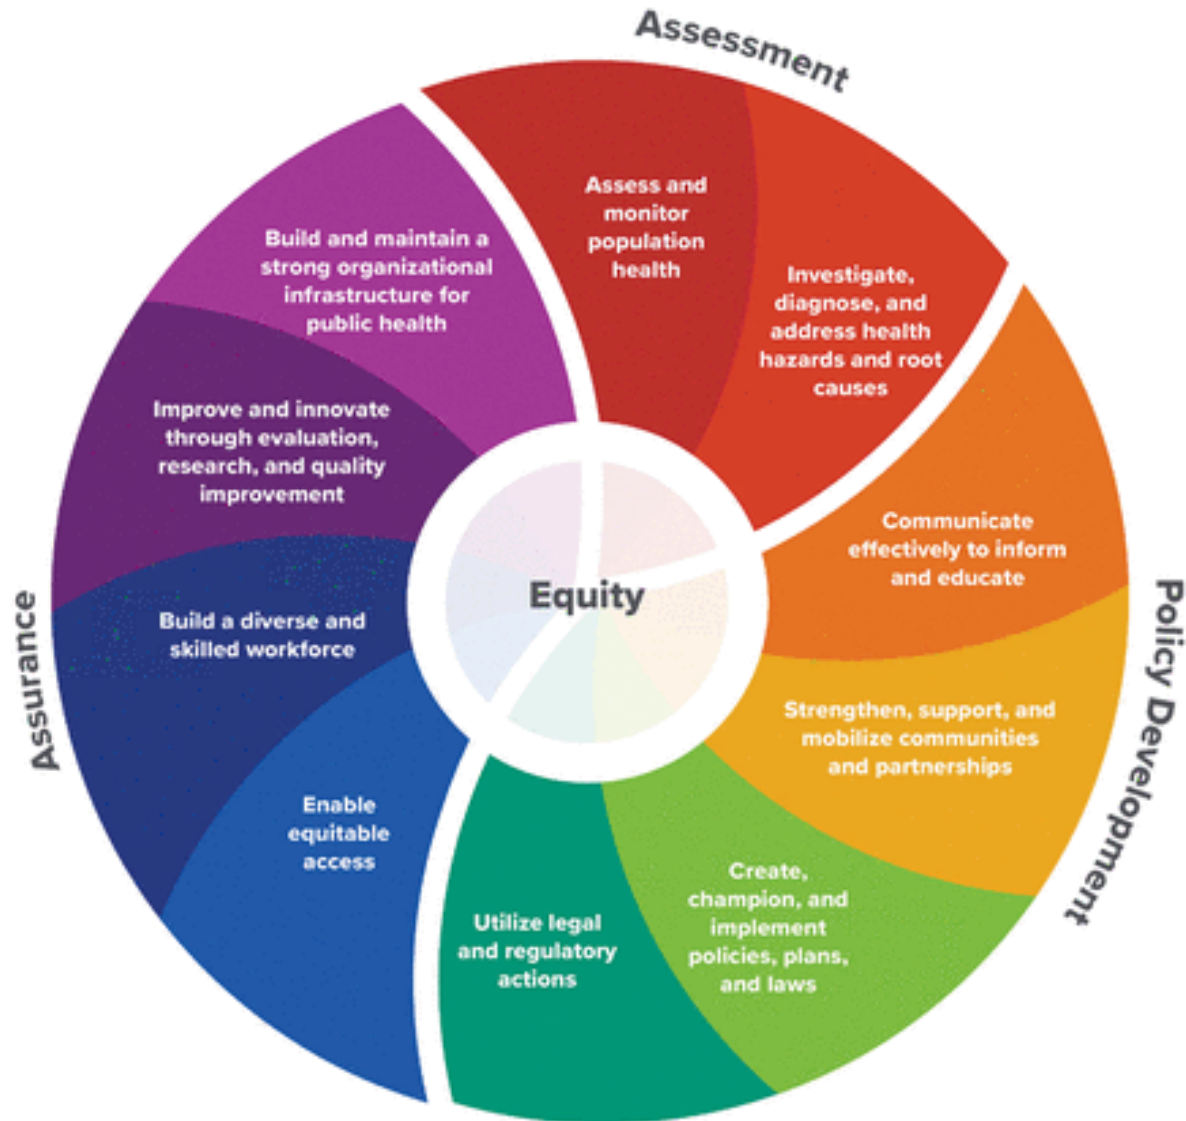 Assessment
Assess and
monitor
population
health
Investigate,
diagnose, and
address health
hazards and root
causes
Policy Development
Communicate
effectively to inform
and educate
Strengthen, support, and
mobilize communities
and partnerships
Create,
champion, and
implement
policies, plans,
and laws
Utilize legal
and regulatory
actions
Assurance
Enable
equitable
access
Build a diverse and
skilled workforce
Improve and innovate
through evaluation,
research, and quality
improvement
Build and maintain a
strong organizational
infrastructure for
public health
Equity